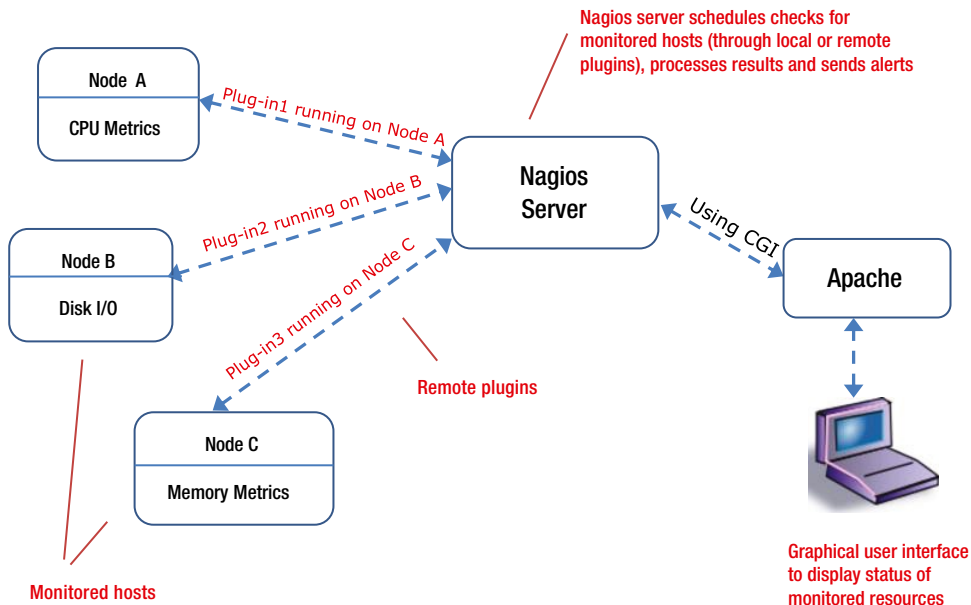 Nagios server schedules checks for
monitored hosts (through local or remote
plugins), processes results and sends alerts
Node A
CPU Metrics
Plug-in1 running on Node A
Nagios
Server
Plug-in2 running on Node B
Using CGI
Node B
Disk I/O
Apache
Plug-in3 running on Node C
Remote plugins
Node C
Memory Metrics
Graphical user interface
to display status of
monitored resources
Monitored hosts